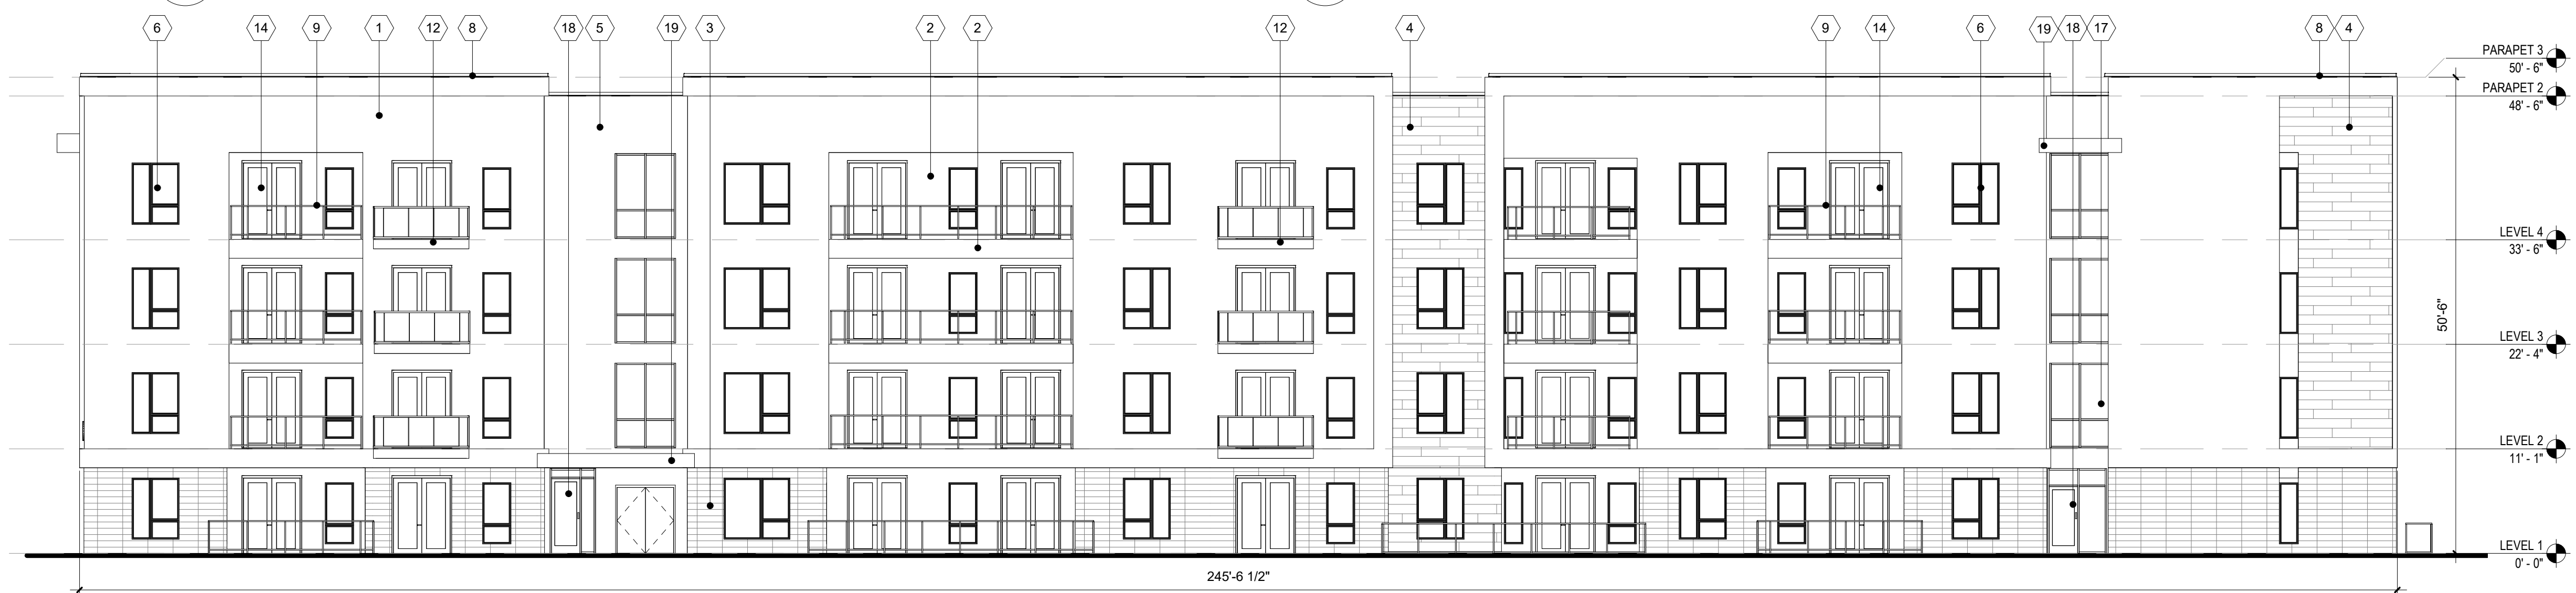 6
14
9
1
12
8
18
5
19
3
2
2
12
4
9
14
6
19
18
17
8
4
PARAPET 3
50' - 6"
PARAPET 2
48' - 6"
LEVEL 4
33' - 6"
50'-6"
LEVEL 3
22' - 4"
LEVEL 2
11' - 1"
LEVEL 1
0' - 0"
245'-6 1/2"